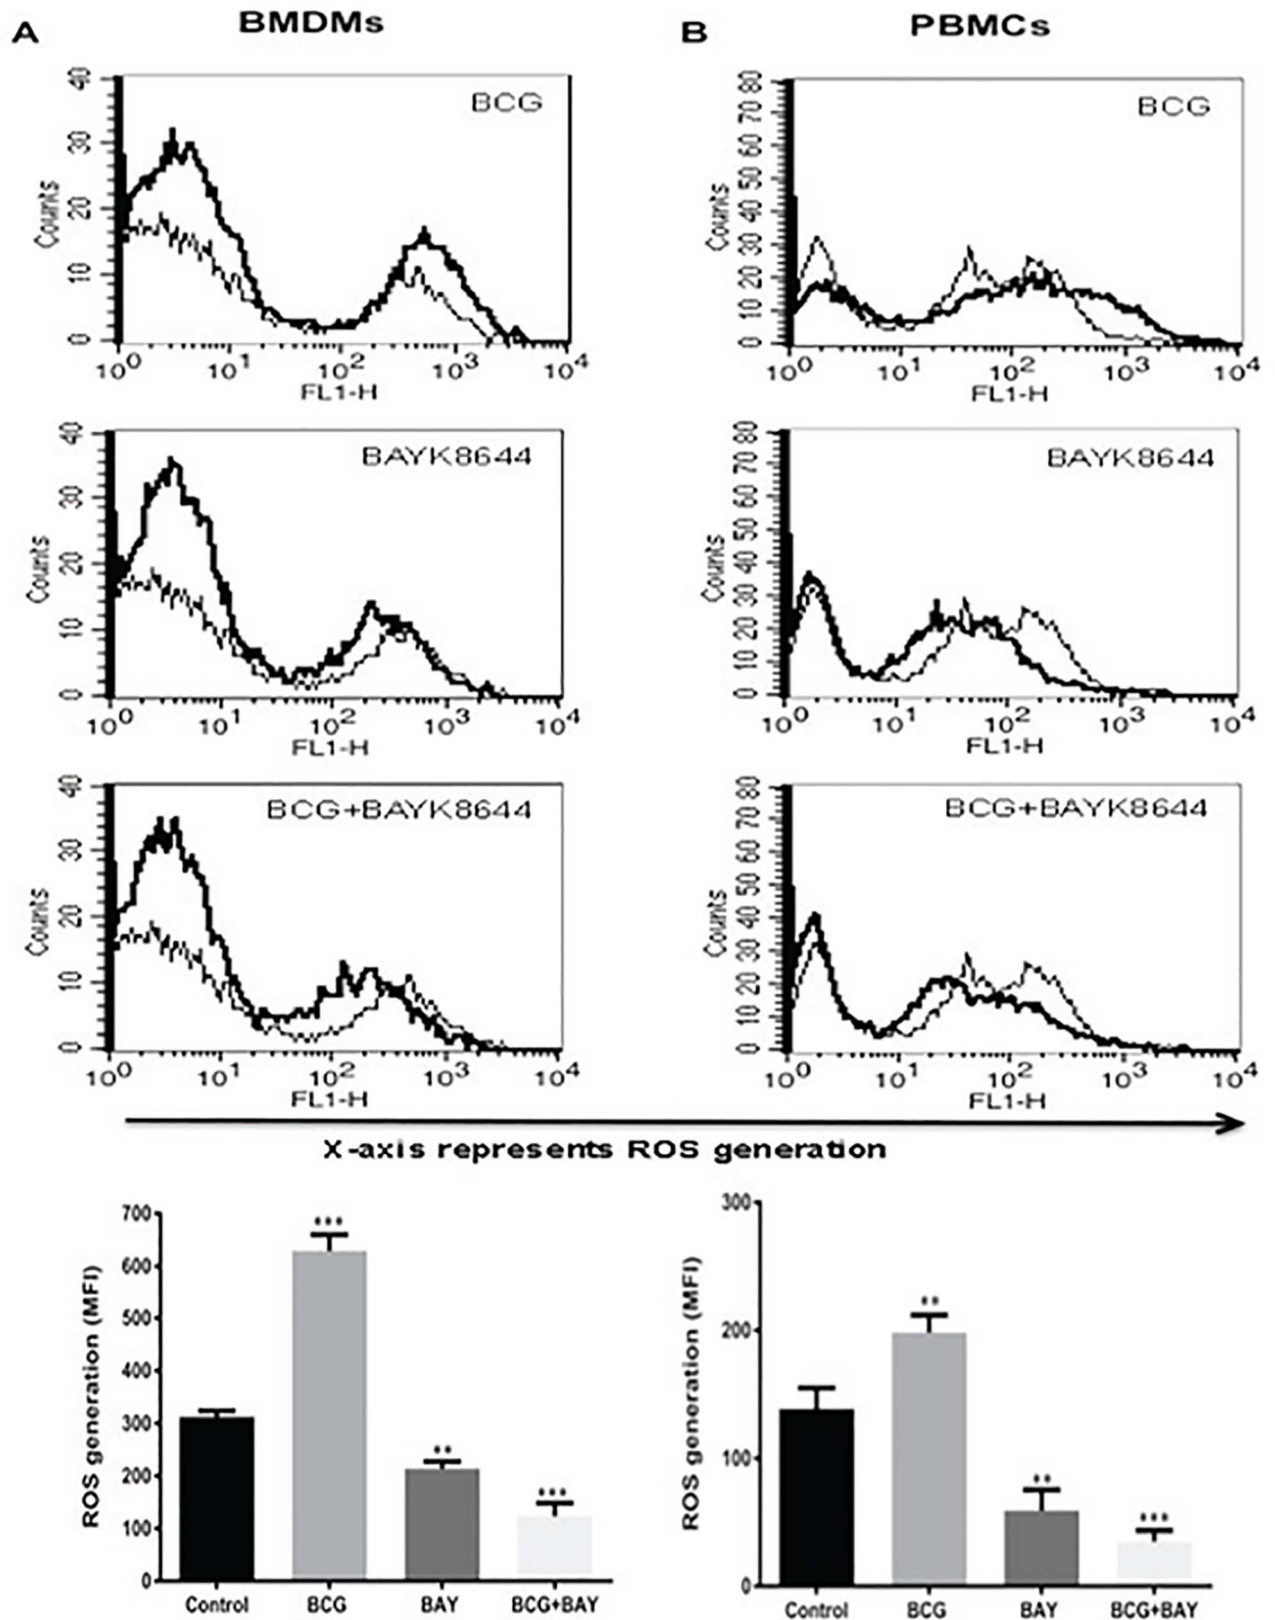 A BMDMs
B PBMCs
BCG
Counts
0 10 20 30 40
10^0 10^1 10^2 10^3 10^4
FL1-H
BCG
Counts
0 10 20 30 40 50 60 70 80
10^0 10^1 10^2 10^3 10^4
FL1-H
BAYK8644
Counts
0 10 20 30 40
10^0 10^1 10^2 10^3 10^4
FL1-H
BAYK8644
Counts
0 10 20 30 40 50 60 70 80
10^0 10^1 10^2 10^3 10^4
FL1-H
BCG+BAYK8644
Counts
0 10 20 30 40
10^0 10^1 10^2 10^3 10^4
FL1-H
BCG+BAYK8644
Counts
0 10 20 30 40 50 60 70 80
10^0 10^1 10^2 10^3 10^4
FL1-H
X-axis represents ROS generation
ROS generation (MFI)
700
600
500
400
300
200
100
0
***
**
***
Control BCG BAY BCG+BAY
ROS generation (MFI)
300
200
100
0
**
**
***
Control BCG BAY BCG+BAY